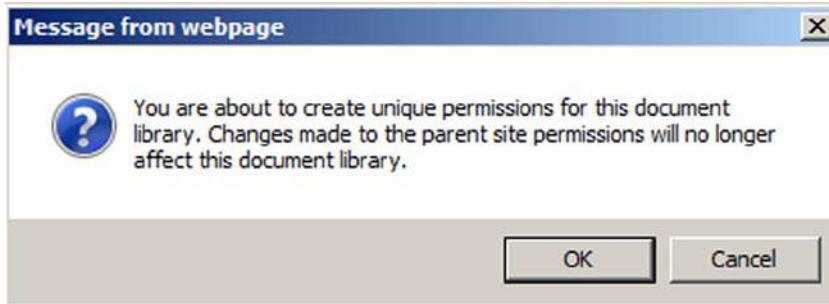 Message from webpage
You are about to create unique permissions for this document
library. Changes made to the parent site permissions will no longer
affect this document library.
OK
Cancel